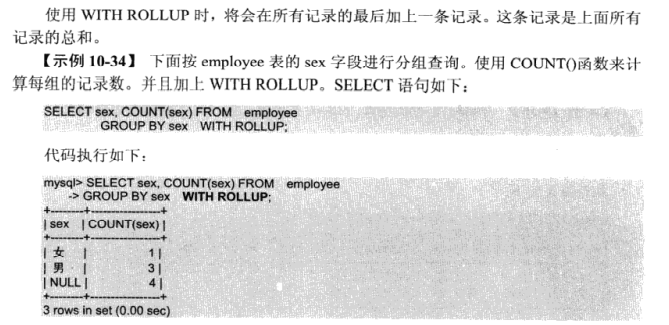 使用 WITH ROLLUP 时，将会在所有记录的最后加上一条记录。这条记录是上面所有
记录的总和。
【示例 10-34】 下面按 employee 表的 sex 字段进行分组查询。使用 COUNT()函数来计
算每组的记录数。并且加上 WITH ROLLUP。SELECT 语句如下：
SELECT sex, COUNT(sex) FROM employee
GROUP BY sex WITH ROLLUP;
代码执行如下：
mysql> SELECT sex, COUNT(sex) FROM employee
-> GROUP BY sex WITH ROLLUP;
+--------+----------------+
| sex | COUNT(sex) |
+--------+----------------+
| 女 | 1 |
| 男 | 3 |
| NULL | 4 |
+--------+----------------+
3 rows in set (0.00 sec)